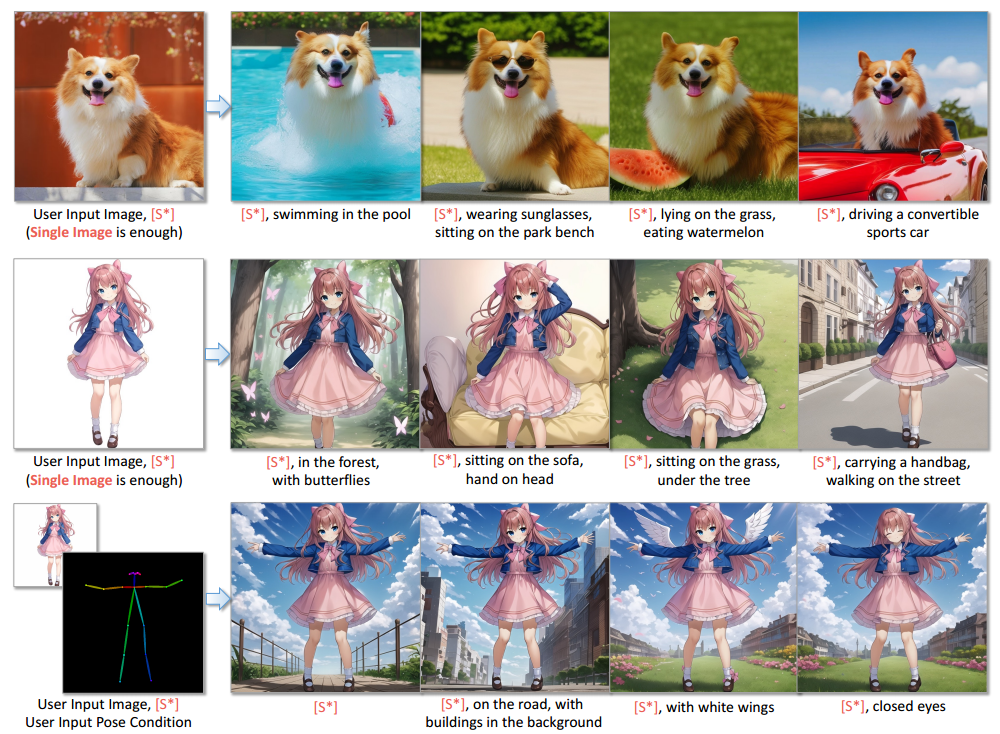 User Input Image, [S*]
(Single Image is enough)
[S*], swimming in the pool
[S*], wearing sunglasses,
sitting on the park bench
[S*], lying on the grass,
eating watermelon
[S*], driving a convertible
sports car
User Input Image, [S*]
(Single Image is enough)
[S*], in the forest,
with butterflies
[S*], sitting on the sofa,
hand on head
[S*], sitting on the grass,
under the tree
[S*], carrying a handbag,
walking on the street
User Input Image, [S*]
User Input Pose Condition
[S*]
[S*], on the road, with
buildings in the background
[S*], with white wings
[S*], closed eyes